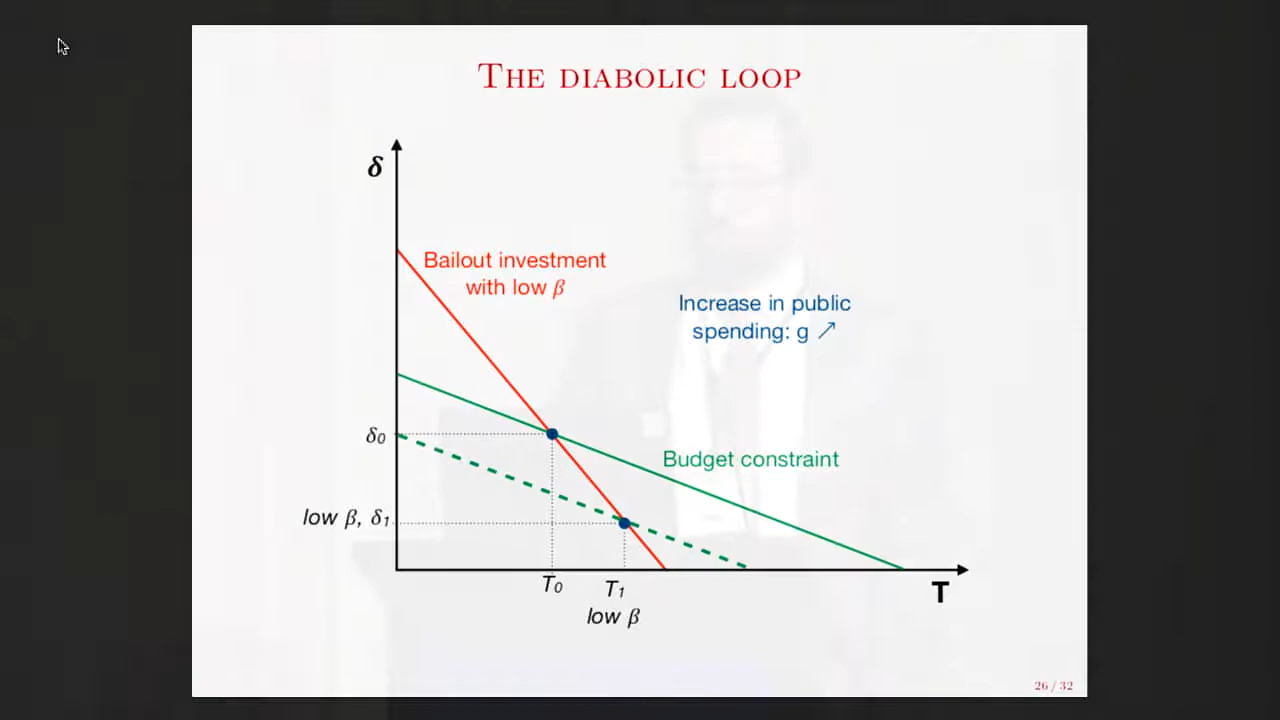 THE DIABOLIC LOOP
δ
Bailout investment
with low β
Increase in public
spending: g ↗
δ₀
Budget constraint
low β, δ₁
T₀
T₁
low β
T
26 / 32